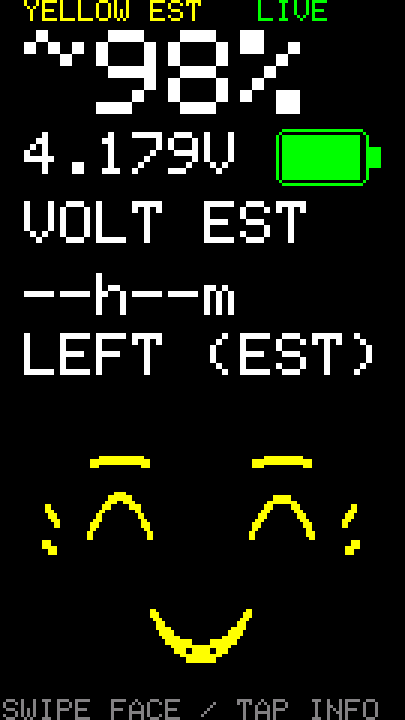 YELLOW EST LIVE
~98%
4.179V
VOLT EST
--h--m
LEFT (EST)
SWIPE FACE / TAP INFO